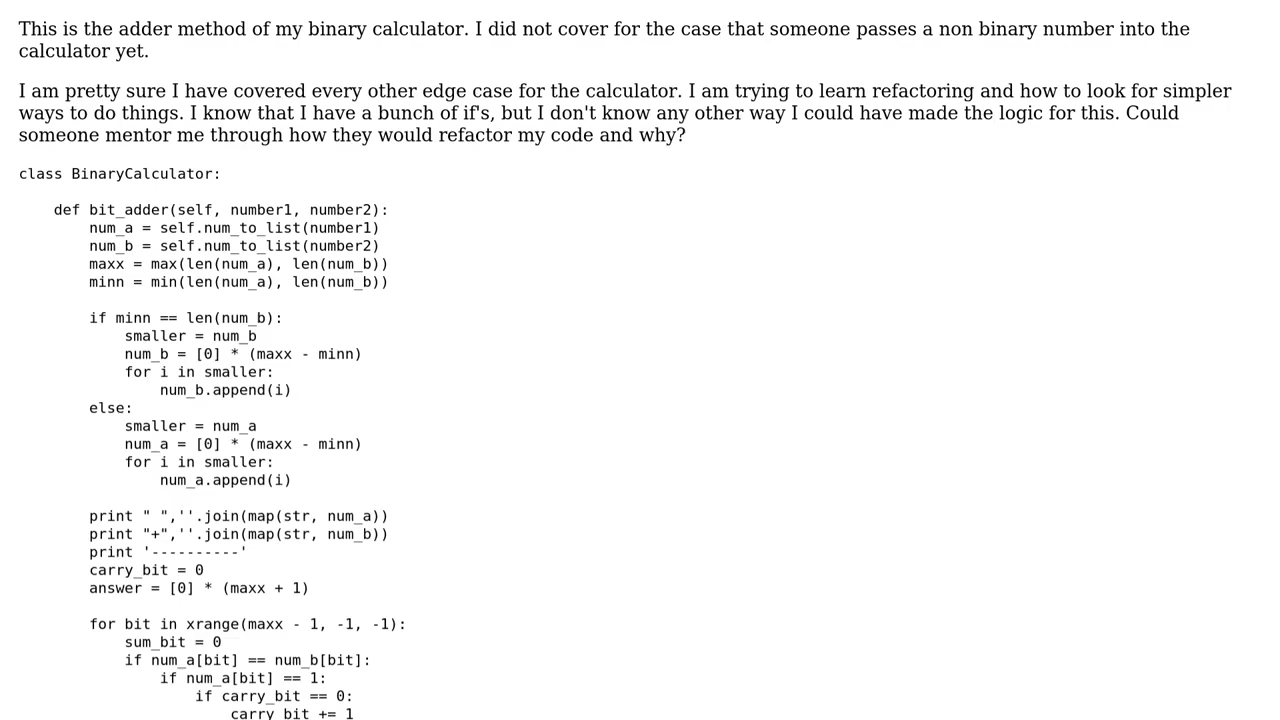 This is the adder method of my binary calculator. I did not cover for the case that someone passes a non binary number into the
calculator yet.
I am pretty sure I have covered every other edge case for the calculator. I am trying to learn refactoring and how to look for simpler
ways to do things. I know that I have a bunch of if's, but I don't know any other way I could have made the logic for this. Could
someone mentor me through how they would refactor my code and why?
class BinaryCalculator:
    def bit_adder(self, number1, number2):
        num_a = self.num_to_list(number1)
        num_b = self.num_to_list(number2)
        maxx = max(len(num_a), len(num_b))
        minn = min(len(num_a), len(num_b))
        if minn == len(num_b):
            smaller = num_b
            num_b = [0] * (maxx - minn)
            for i in smaller:
                num_b.append(i)
        else:
            smaller = num_a
            num_a = [0] * (maxx - minn)
            for i in smaller:
                num_a.append(i)
        print " ",''.join(map(str, num_a))
        print "+",''.join(map(str, num_b))
        print '----------'
        carry_bit = 0
        answer = [0] * (maxx + 1)
        for bit in xrange(maxx - 1, -1, -1):
            sum_bit = 0
            if num_a[bit] == num_b[bit]:
                if num_a[bit] == 1:
                    if carry_bit == 0:
                        carry_bit += 1